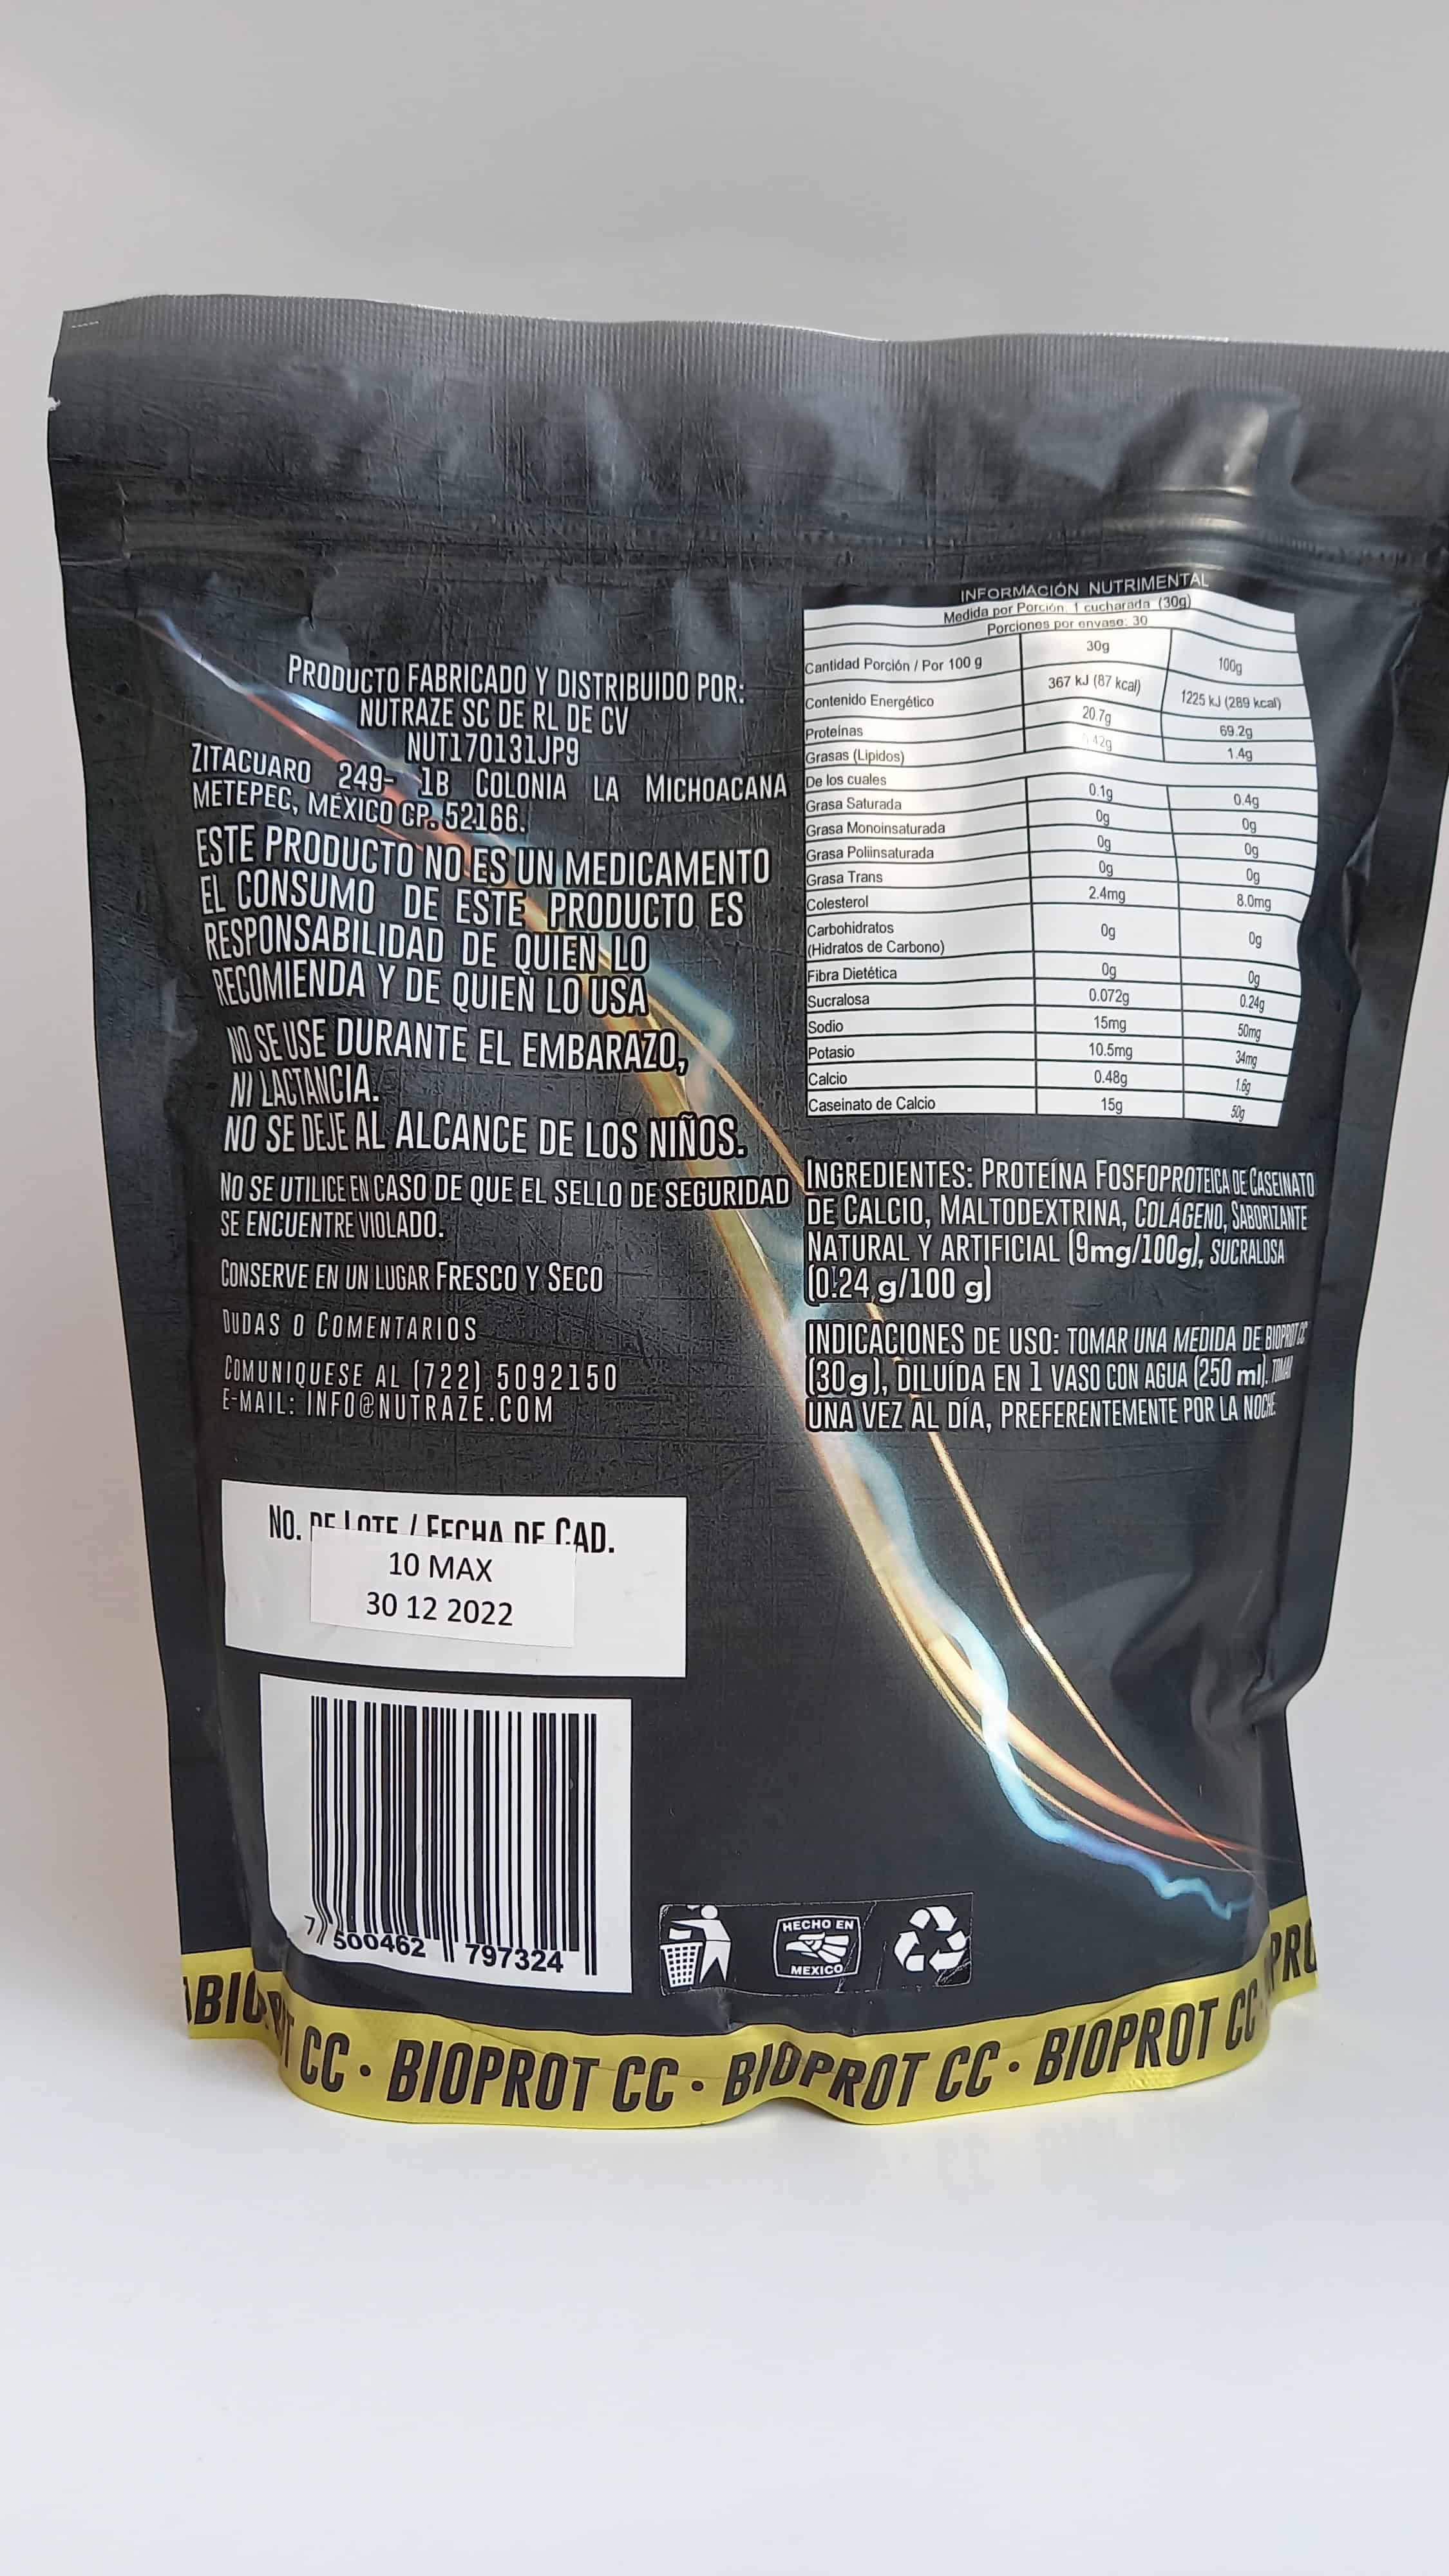 PRODUCTO FABRICADO Y DISTRIBUIDO POR:
NUTRAZE SC DE RL DE CV
NUT170131JP9
ZITACUARO 249- 1B COLONIA LA MICHOACANA
METEPEC, MÉXICO CP. 52166.
ESTE PRODUCTO NO ES UN MEDICAMENTO
EL CONSUMO DE ESTE PRODUCTO ES
RESPONSABILIDAD DE QUIEN LO
RECOMIENDA Y DE QUIEN LO USA
NO SE USE DURANTE EL EMBARAZO,
NI LACTANCIA.
NO SE DEJE AL ALCANCE DE LOS NIÑOS.
NO SE UTILICE EN CASO DE QUE EL SELLO DE SEGURIDAD
SE ENCUENTRE VIOLADO.
CONSERVE EN UN LUGAR FRESCO Y SECO
DUDAS O COMENTARIOS
COMUNIQUESE AL (722) 5092150
E-MAIL: INFO@NUTRAZE.COM
INFORMACIÓN NUTRIMENTAL
Medida por Porción. 1 cucharada (30g)
Porciones por envase: 30
Cantidad Porción / Por 100 g 30g 100g
Contenido Energético 367 kJ (87 kcal) 1225 kJ (289 kcal)
Proteínas 20.7g 69.2g
Grasas (Lipidos) 1.4g
De los cuales
Grasa Saturada 0.1g 0.4g
Grasa Monoinsaturada 0g 0g
Grasa Poliinsaturada 0g 0g
Grasa Trans 0g 0g
Colesterol 2.4mg 8.0mg
Carbohidratos
(Hidratos de Carbono) 0g 0g
Fibra Dietética 0g 0g
Sucralosa 0.072g 0.24g
Sodio 15mg 50mg
Potasio 10.5mg 34mg
Calcio 0.48g 1.6g
Caseinato de Calcio 15g 50g
INGREDIENTES: PROTEÍNA FOSFOPROTEICA DE CASEINATO
DE CALCIO, MALTODEXTRINA, COLÁGENO, SABORIZANTE
NATURAL Y ARTIFICIAL (9mg/100g), SUCRALOSA
(0.24 g/100 g)
INDICACIONES DE USO: TOMAR UNA MEDIDA DE BIOPROT CC
(30g), DILUÍDA EN 1 VASO CON AGUA (250 ml). TOMAR
UNA VEZ AL DÍA, PREFERENTEMENTE POR LA NOCHE.
NO. DE LOTE / FECHA DE CAD.
10 MAX
30 12 2022
7 500462 797324
HECHO EN
MEXICO
CC • BIOPROT CC • BIOPROT CC • BIOPROT CC